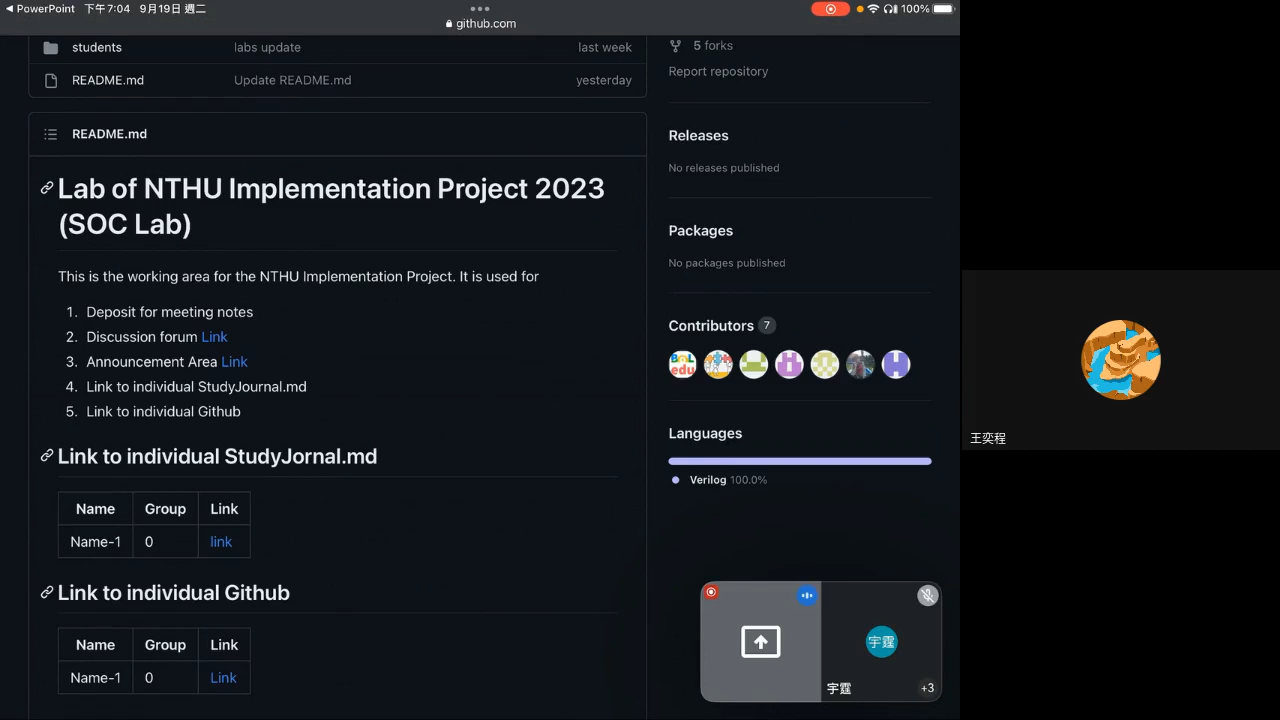 PowerPoint 下午7:04 9月19日 週二
100%
github.com
students labs update last week
README.md Update README.md yesterday
5 forks
Report repository
README.md
Lab of NTHU Implementation Project 2023
(SOC Lab)
This is the working area for the NTHU Implementation Project. It is used for
1. Deposit for meeting notes
2. Discussion forum Link
3. Announcement Area Link
4. Link to individual StudyJournal.md
5. Link to individual Github
Link to individual StudyJornal.md
Name Group Link
Name-1 0 link
Link to individual Github
Name Group Link
Name-1 0 Link
Releases
No releases published
Packages
No packages published
Contributors 7
BOL
edu
Languages
Verilog 100.0%
宇霆
宇霆 +3
王奕程